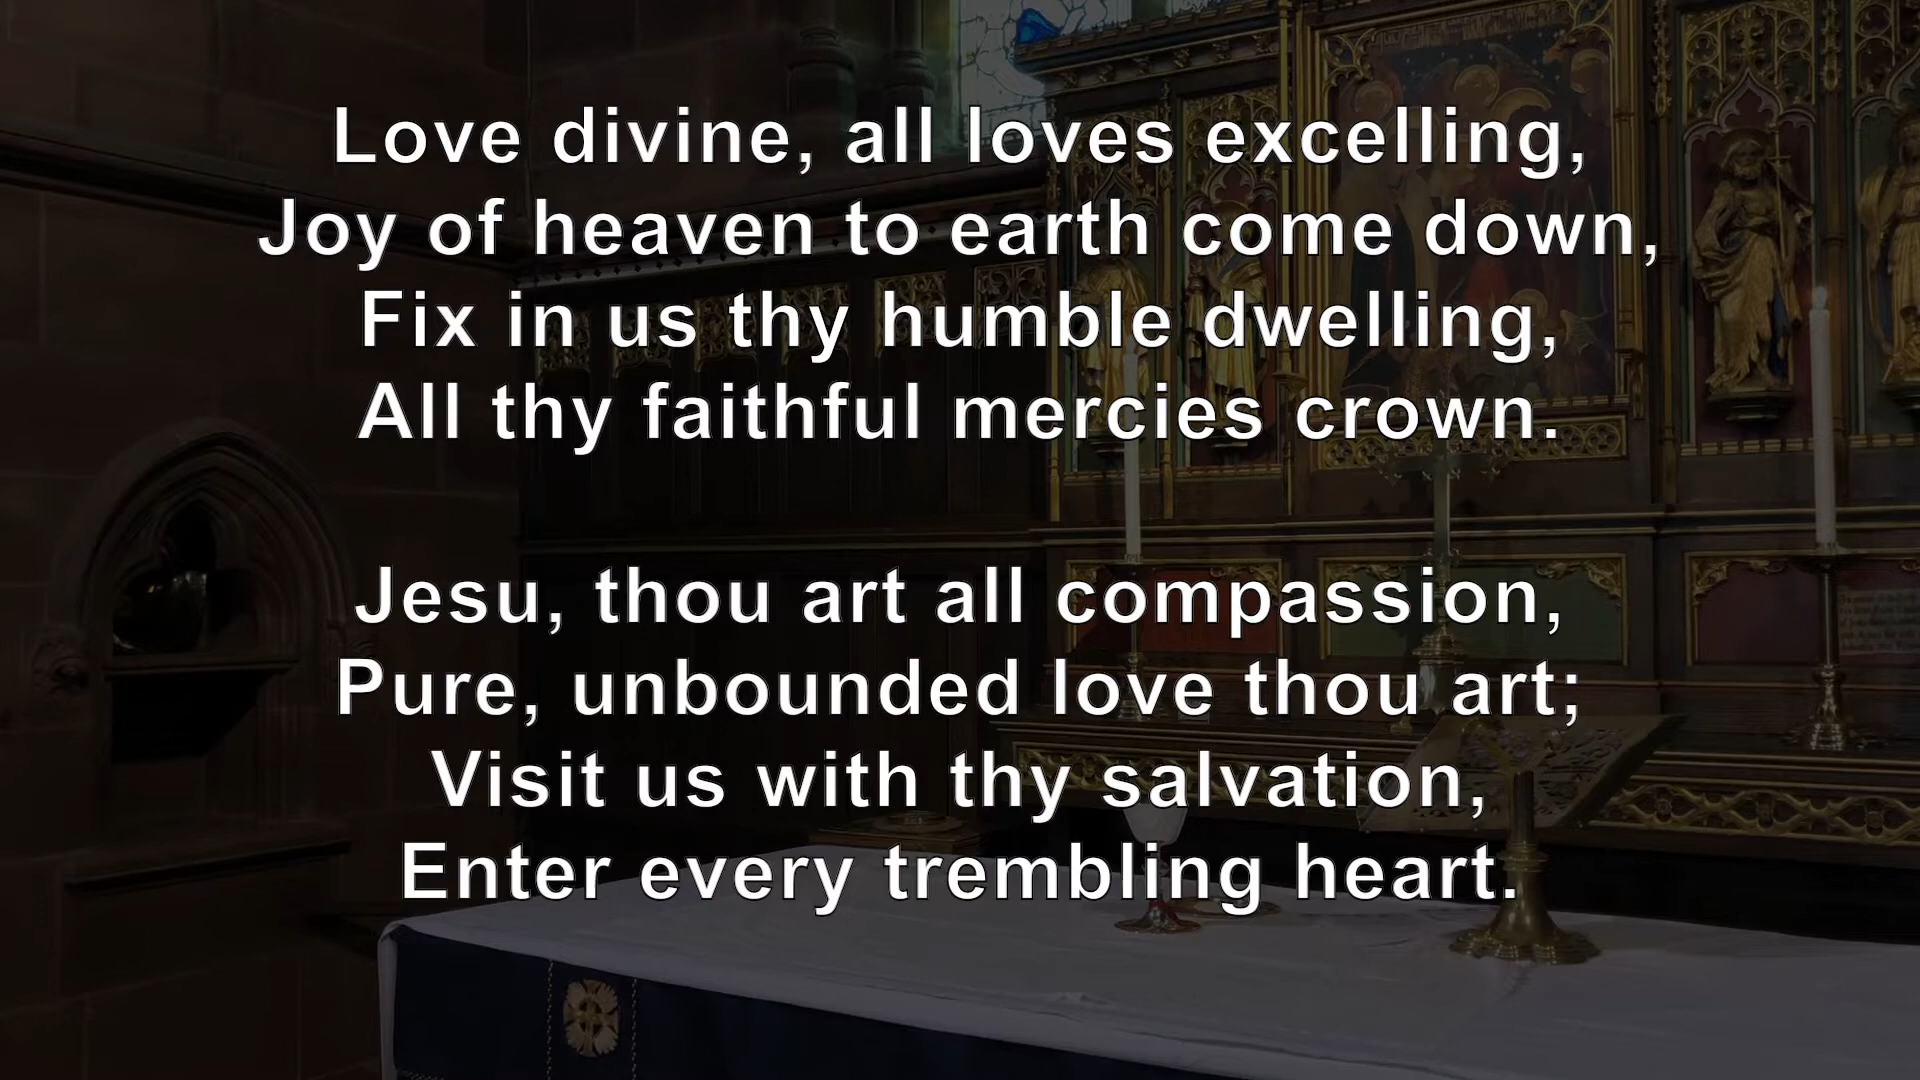 Love divine, all loves excelling,
Joy of heaven to earth come down,
Fix in us thy humble dwelling,
All thy faithful mercies crown.
Jesu, thou art all compassion,
Pure, unbounded love thou art;
Visit us with thy salvation,
Enter every trembling heart.